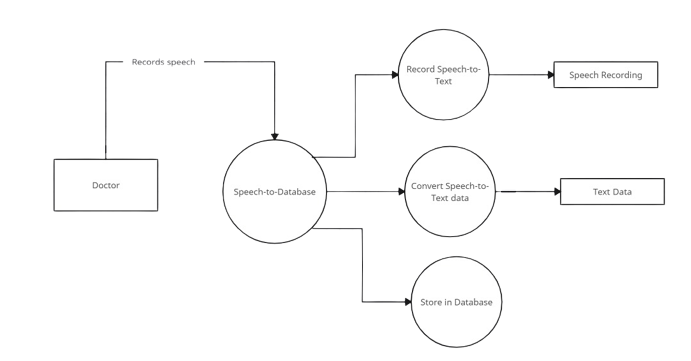 Records speech
Record Speech-to-
Text
Speech Recording
Doctor
Speech-to-Database
Convert Speech-to-
Text data
Text Data
Store in Database